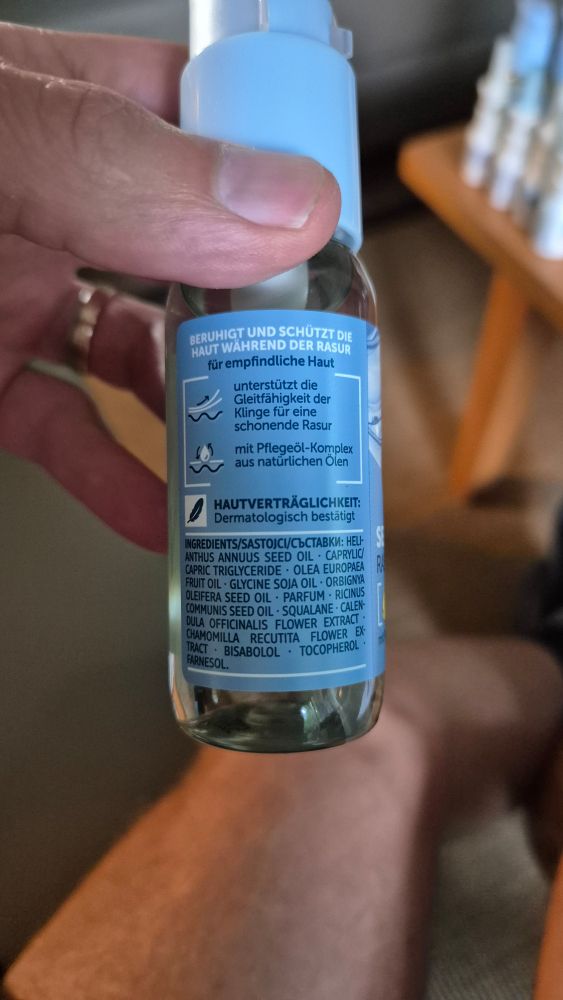 BERUHIGT UND SCHÜTZT DIE
HAUT WÄHREND DER RASUR
für empfindliche Haut
unterstützt die
Gleitfähigkeit der
Klinge für eine
schonende Rasur
mit Pflegeöl-Komplex
aus natürlichen Ölen
HAUTVERTRÄGLICHKEIT:
Dermatologisch bestätigt
INGREDIENTS/SASTOJCI/СЪСТАВКИ: HELI-
ANTHUS ANNUUS SEED OIL · CAPRYLIC/
CAPRIC TRIGLYCERIDE · OLEA EUROPAEA
FRUIT OIL · GLYCINE SOJA OIL · ORBIGNYA
OLEIFERA SEED OIL · PARFUM · RICINUS
COMMUNIS SEED OIL · SQUALANE · CALEN-
DULA OFFICINALIS FLOWER EXTRACT ·
CHAMOMILLA RECUTITA FLOWER EX-
TRACT · BISABOLOL · TOCOPHEROL ·
FARNESOL.